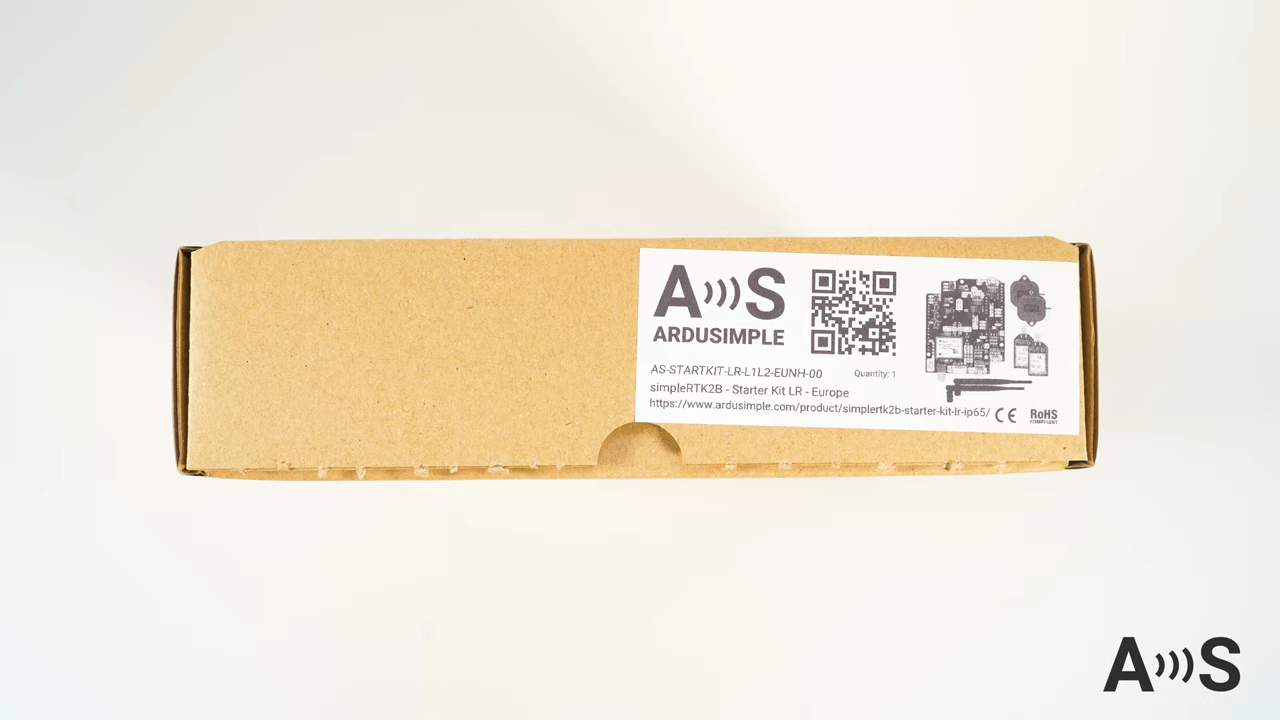 A S
ARDUSIMPLE
AS-STARTKIT-LR-L1L2-EUNH-00
Quantity: 1
simpleRTK2B - Starter Kit LR - Europe
https://www.ardusimple.com/product/simplertk2b-starter-kit-lr-ip65/
CE
RoHS
COMPLIANT
A S